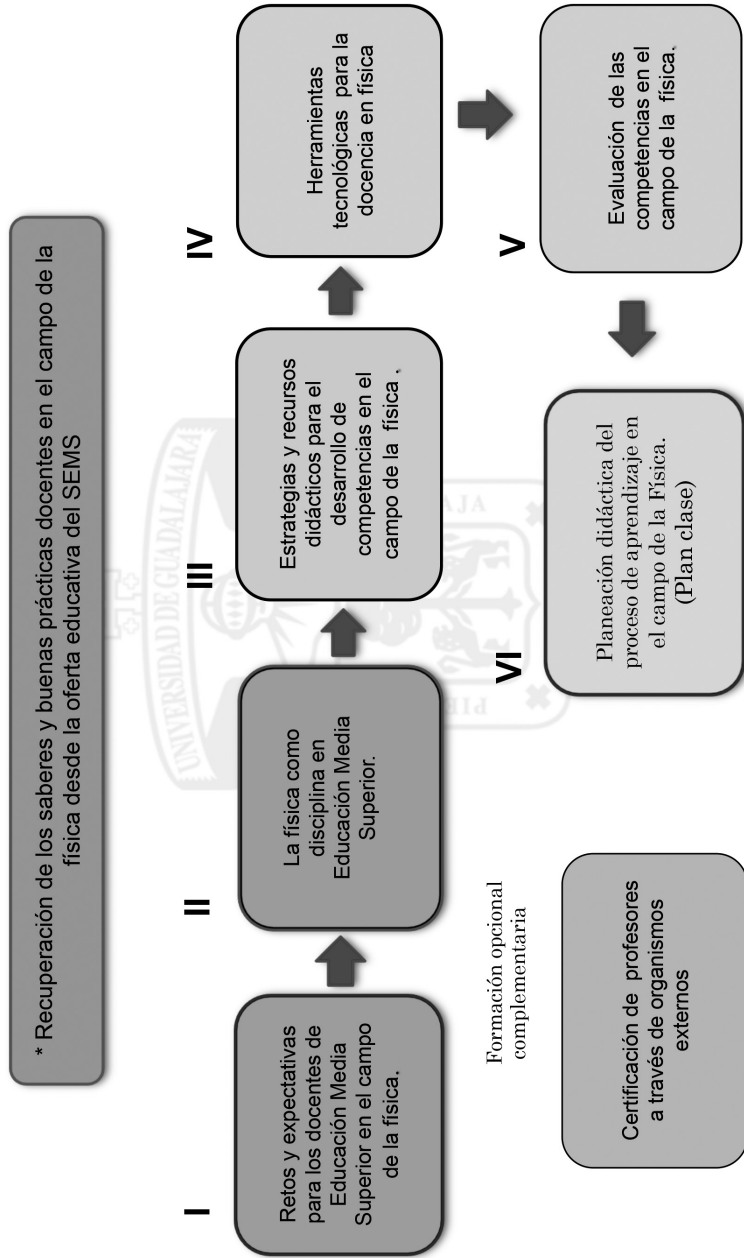 * Recuperación de los saberes y buenas prácticas docentes en el campo de la
física desde la oferta educativa del SEMS
I
Retos y expectativas
para los docentes de
Educación Media
Superior en el campo
de la física.
II
La física como
disciplina en
Educación Media
Superior.
III
Estrategias y recursos
didácticos para el
desarrollo de
competencias en el
campo de la física .
IV
Herramientas
tecnológicas para la
docencia en física
V
Evaluación de las
competencias en el
campo de la física.
VI
Planeación didáctica del
proceso de aprendizaje en
el campo de la Física.
(Plan clase)
Formación opcional
complementaria
Certificación de profesores
a través de organismos
externos
UNIVERSIDAD DE GUADALAJARA